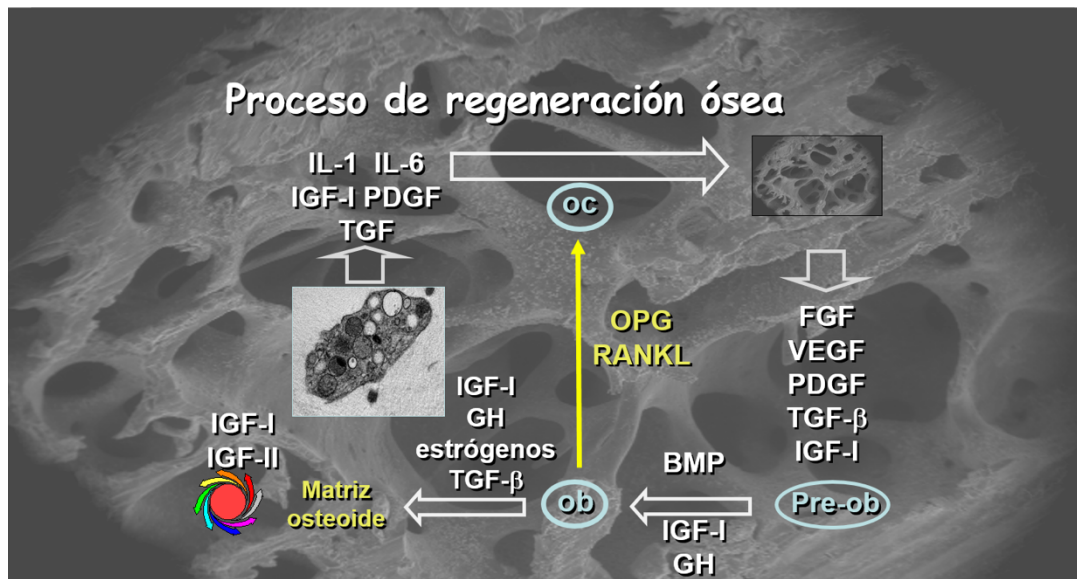 Proceso de regeneración ósea
IL-1 IL-6
IGF-I PDGF
TGF
oc
OPG
RANKL
FGF
VEGF
PDGF
TGF-β
IGF-I
IGF-I
GH
estrógenos
TGF-β
IGF-I
IGF-II
Matriz
osteoide
ob
BMP
IGF-I
GH
Pre-ob